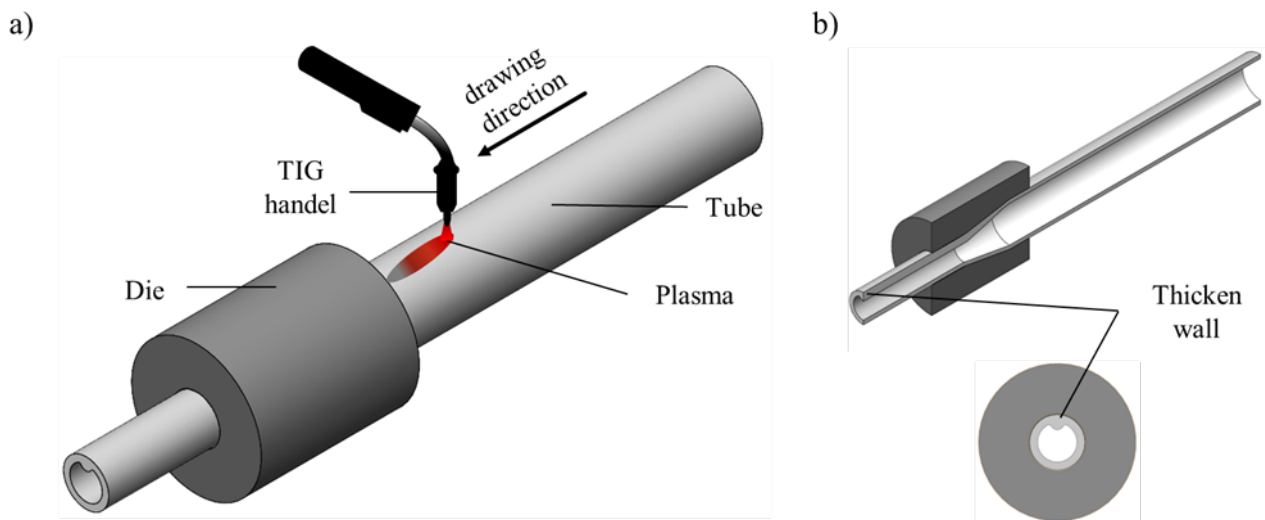 a)
drawing
direction
TIG
handel
Tube
Die
Plasma
b)
Thicken
wall